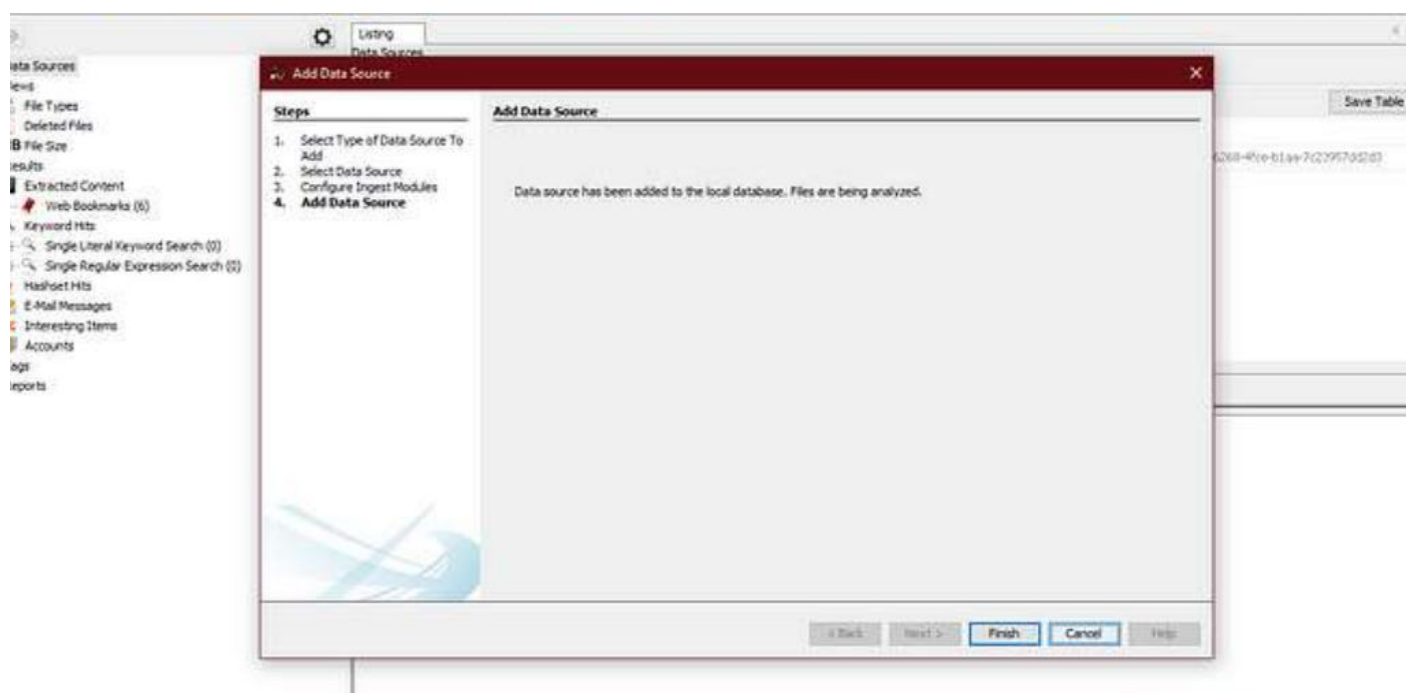 Listing
Data Sources
ata Sources
iews
File Types
Deleted Files
B File Size
esults
Extracted Content
Web Bookmarks (6)
Keyword Hits
Single Literal Keyword Search (0)
Single Regular Expression Search (0)
Hashset Hits
E-Mail Messages
Interesting Items
Accounts
ags
eports
Add Data Source
Steps
1. Select Type of Data Source To
Add
2. Select Data Source
3. Configure Ingest Modules
4. Add Data Source
Add Data Source
Data source has been added to the local database. Files are being analyzed.
< Back Next > Finish Cancel Help
Save Table